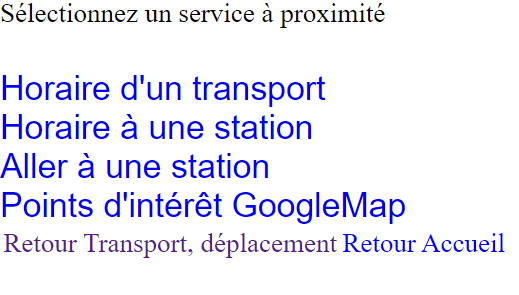 Sélectionnez un service à proximité
Horaire d'un transport
Horaire à une station
Aller à une station
Points d'intérêt GoogleMap
Retour Transport, déplacement Retour Accueil